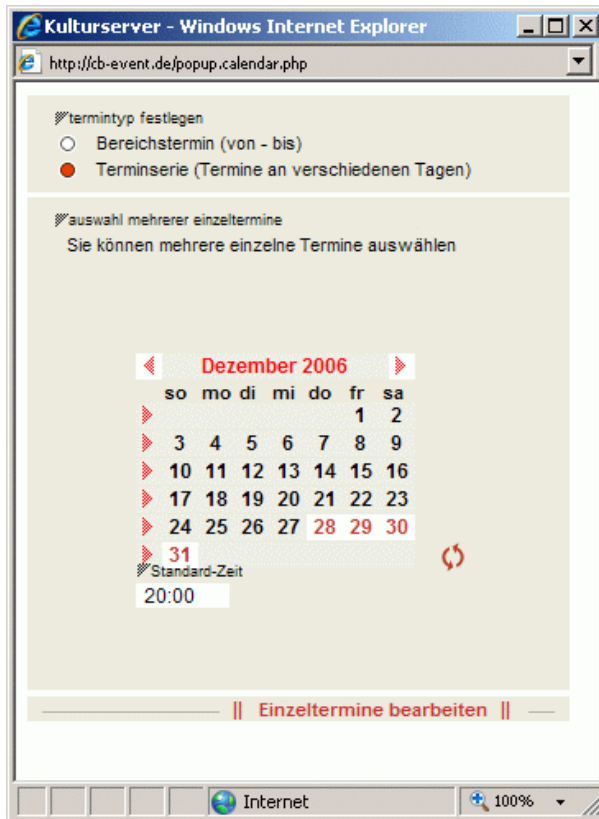 Kulturserver - Windows Internet Explorer
http://cb-event.de/popup.calendar.php
termintyp festlegen
Bereichstermin (von - bis)
Terminserie (Termine an verschiedenen Tagen)
auswahl mehrerer einzeltermine
Sie können mehrere einzelne Termine auswählen
Dezember 2006
so mo di mi do fr sa
1 2
3 4 5 6 7 8 9
10 11 12 13 14 15 16
17 18 19 20 21 22 23
24 25 26 27 28 29 30
31
Standard-Zeit
20:00
|| Einzeltermine bearbeiten ||
Internet 100%